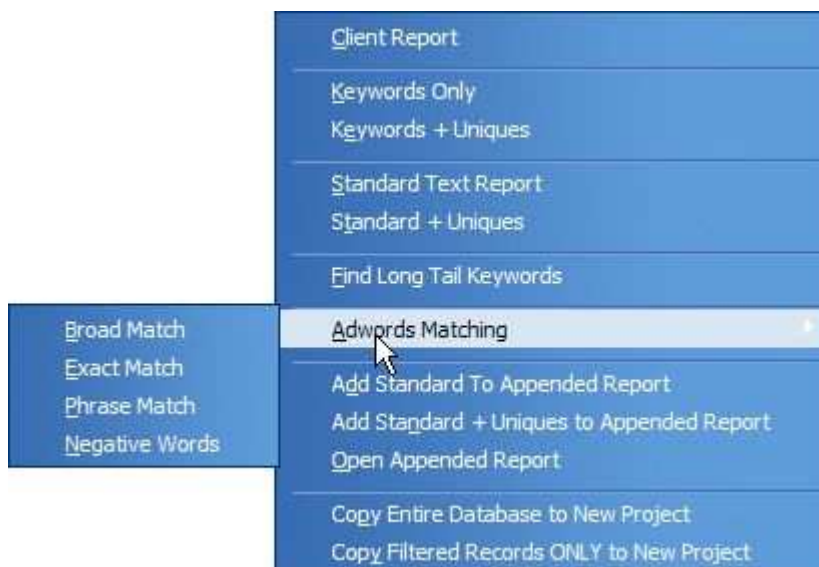 Client Report
Keywords Only
Keywords + Uniques
Standard Text Report
Standard + Uniques
Find Long Tail Keywords
Adwords Matching
Broad Match
Exact Match
Phrase Match
Negative Words
Add Standard To Appended Report
Add Standard + Uniques to Appended Report
Open Appended Report
Copy Entire Database to New Project
Copy Filtered Records ONLY to New Project